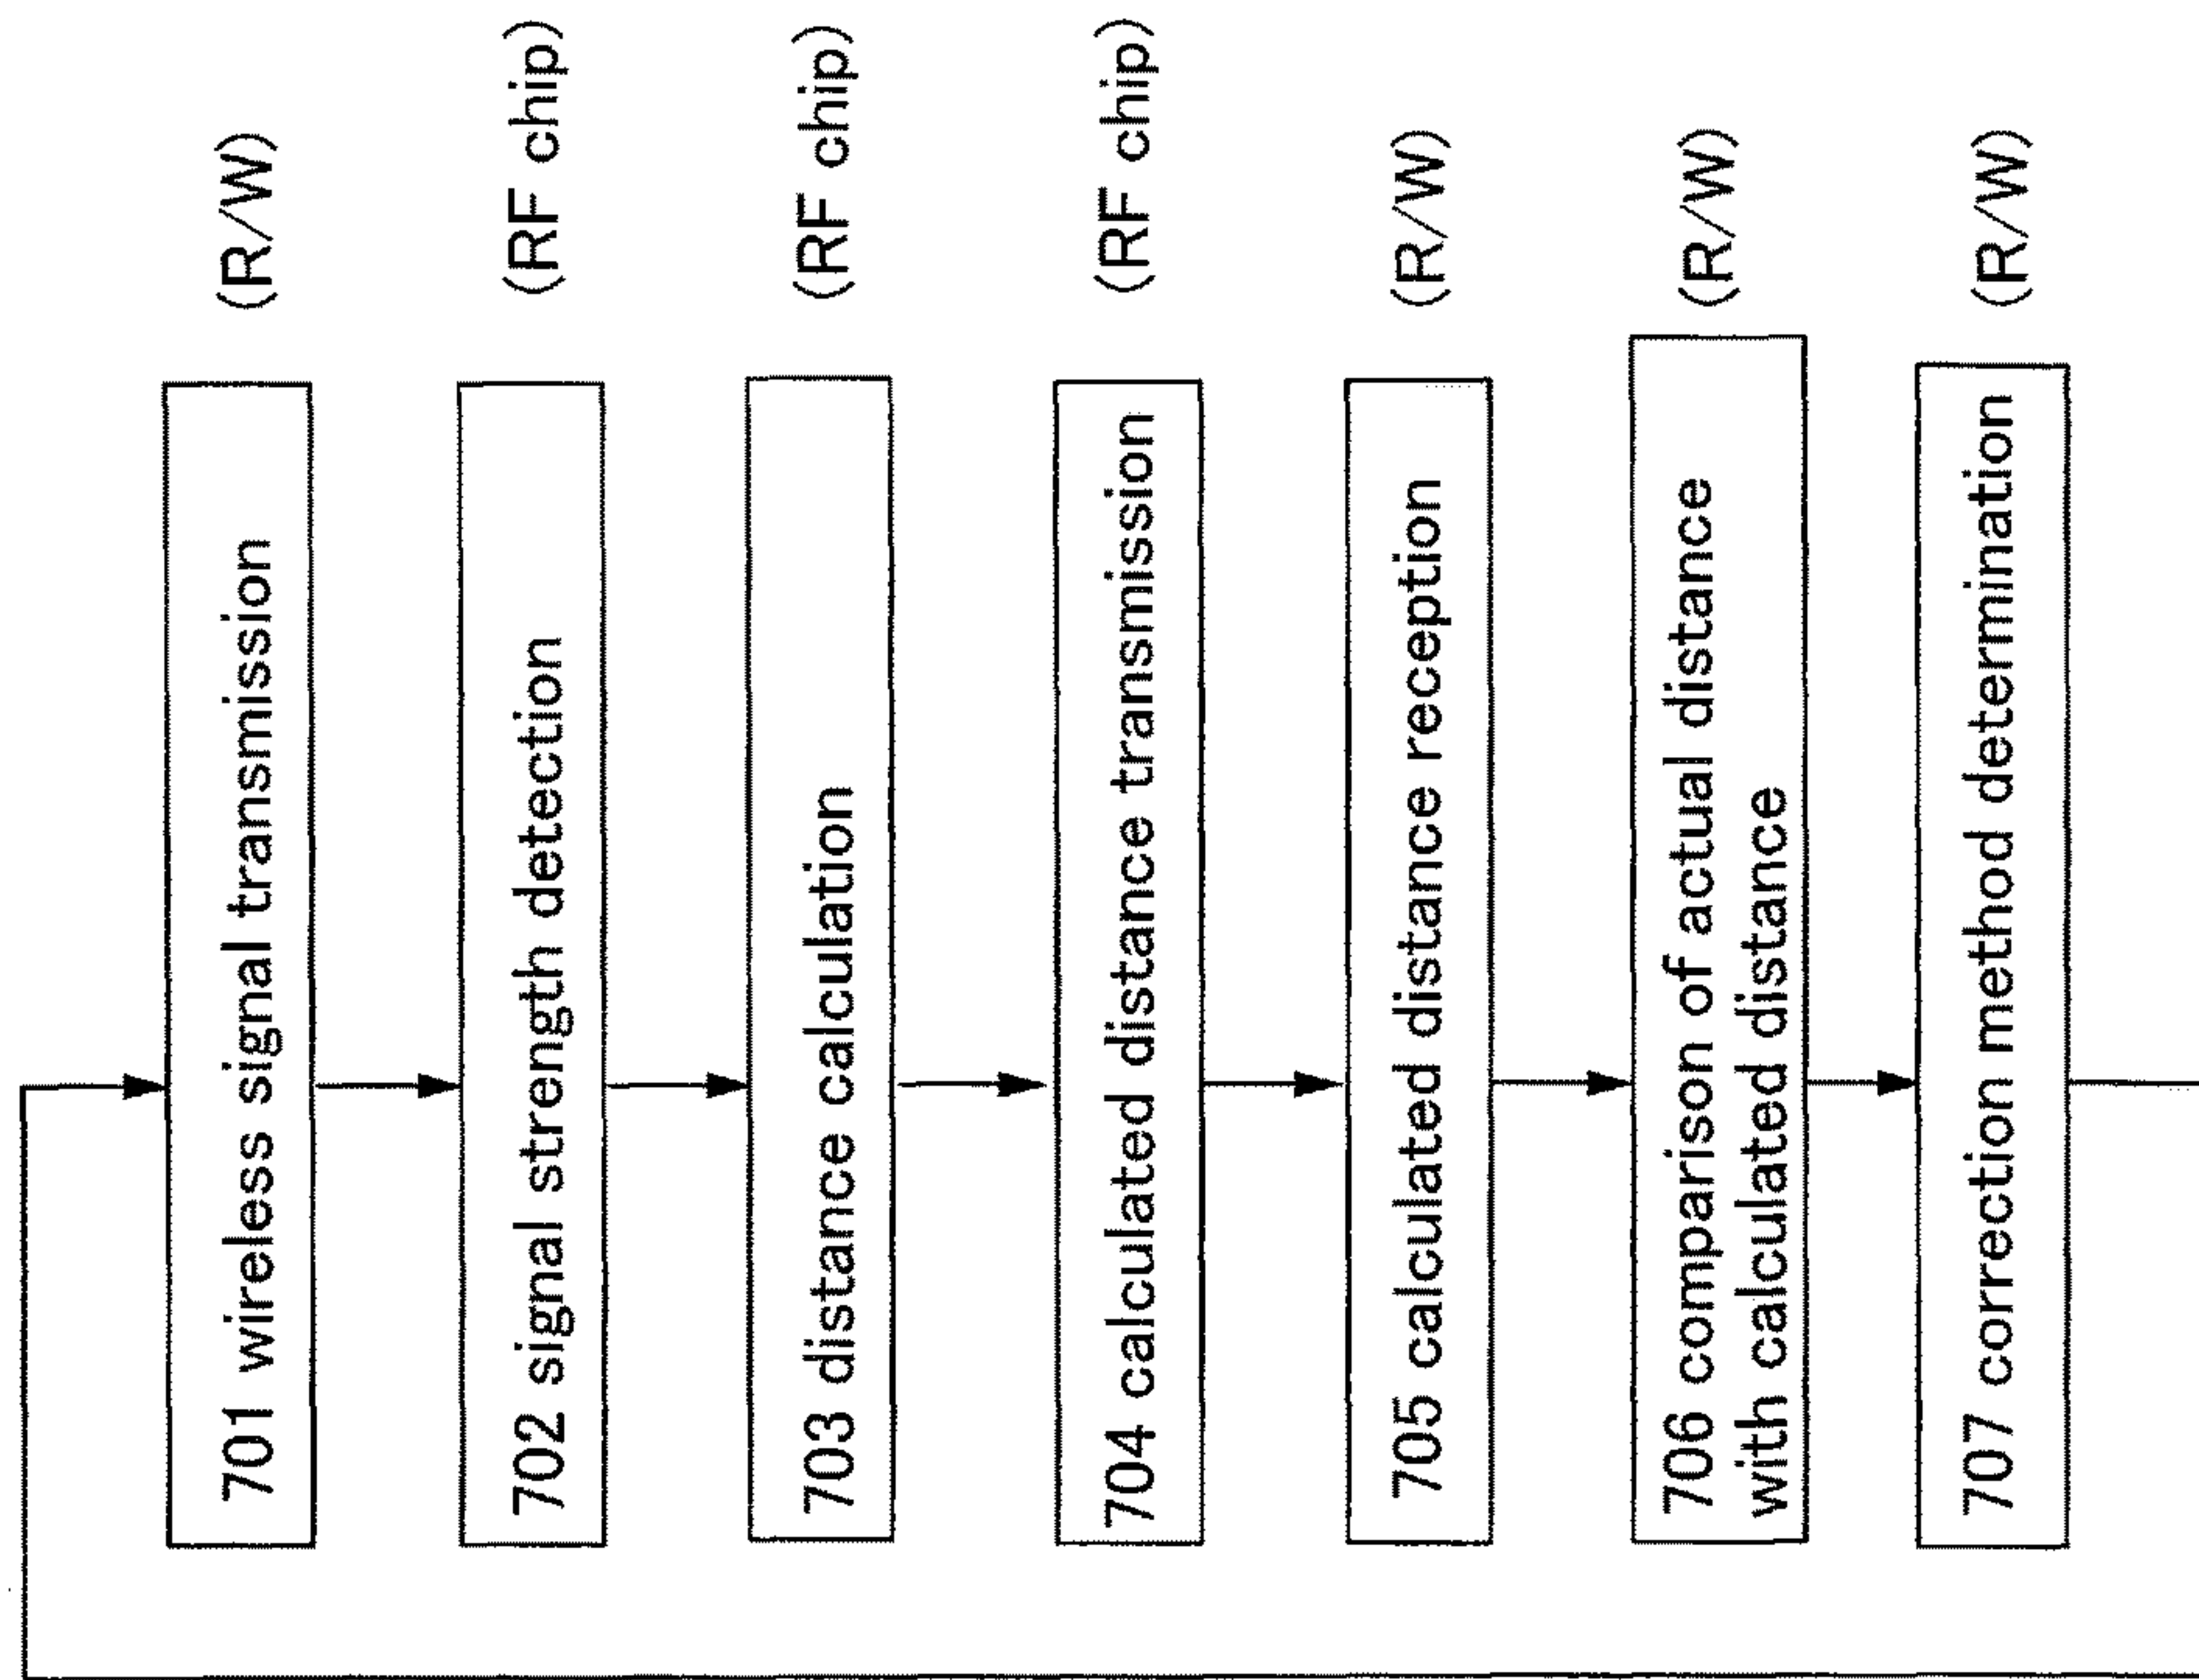 701 wireless signal transmission
(R/W)
702 signal strength detection
(RF chip)
703 distance calculation
(RF chip)
704 calculated distance transmission
(RF chip)
705 calculated distance reception
(R/W)
706 comparison of actual distance
with calculated distance
(R/W)
707 correction method determination
(R/W)